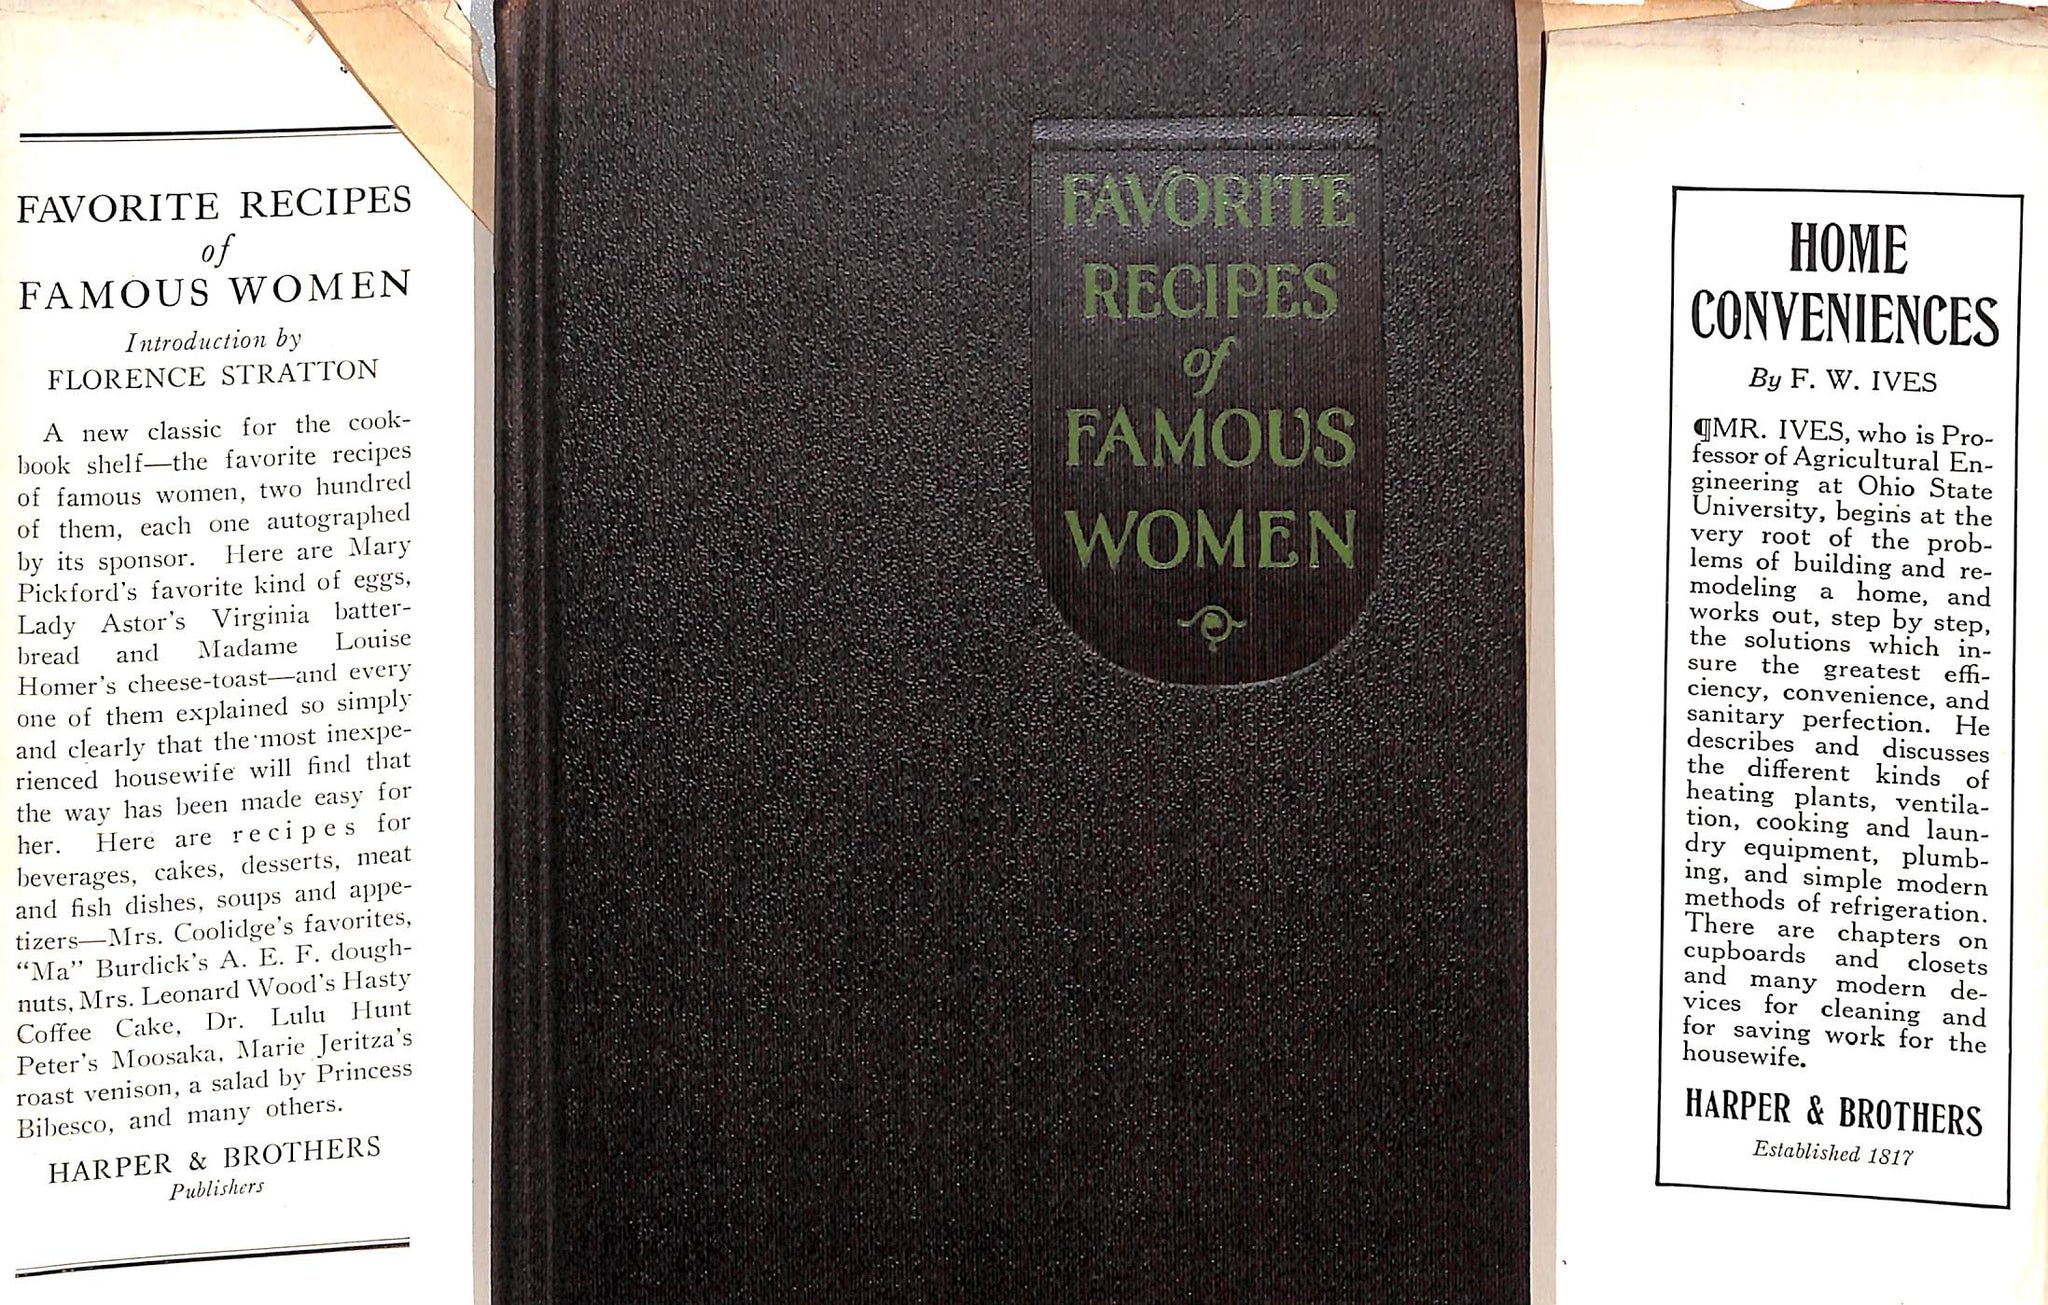 FAVORITE RECIPES
of
FAMOUS WOMEN
Introduction by
FLORENCE STRATTON
A new classic for the cook-
book shelf—the favorite recipes
of famous women, two hundred
of them, each one autographed
by its sponsor. Here are Mary
Pickford's favorite kind of eggs,
Lady Astor's Virginia batter-
bread and Madame Louise
Homer's cheese-toast—and every
one of them explained so simply
and clearly that the most inexpe-
rienced housewife will find that
the way has been made easy for
her. Here are recipes for
beverages, cakes, desserts, meat
and fish dishes, soups and appe-
tizers—Mrs. Coolidge's favorites,
"Ma" Burdick's A. E. F. dough-
nuts, Mrs. Leonard Wood's Hasty
Coffee Cake, Dr. Lulu Hunt
Peter's Moosaka, Marie Jeritza's
roast venison, a salad by Princess
Bibesco, and many others.
HARPER & BROTHERS
Publishers
FAVORITE
RECIPES
of
FAMOUS
WOMEN
HOME
CONVENIENCES
By F. W. IVES
¶MR. IVES, who is Pro-
fessor of Agricultural En-
gineering at Ohio State
University, begins at the
very root of the prob-
lems of building and re-
modeling a home, and
works out, step by step,
the solutions which in-
sure the greatest effi-
ciency, convenience, and
sanitary perfection. He
describes and discusses
the different kinds of
heating plants, ventila-
tion, cooking and laun-
dry equipment, plumb-
ing, and simple modern
methods of refrigeration.
There are chapters on
cupboards and closets
and many modern de-
vices for cleaning and
for saving work for the
housewife.
HARPER & BROTHERS
Established 1817